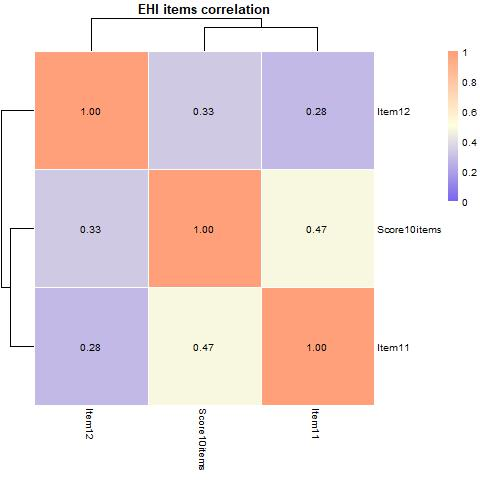 EHI items correlation
1.00 0.33 0.28 Item12
0.33 1.00 0.47 Score10items
0.28 0.47 1.00 Item11
Item12 Score10items Item11
1
0.8
0.6
0.4
0.2
0